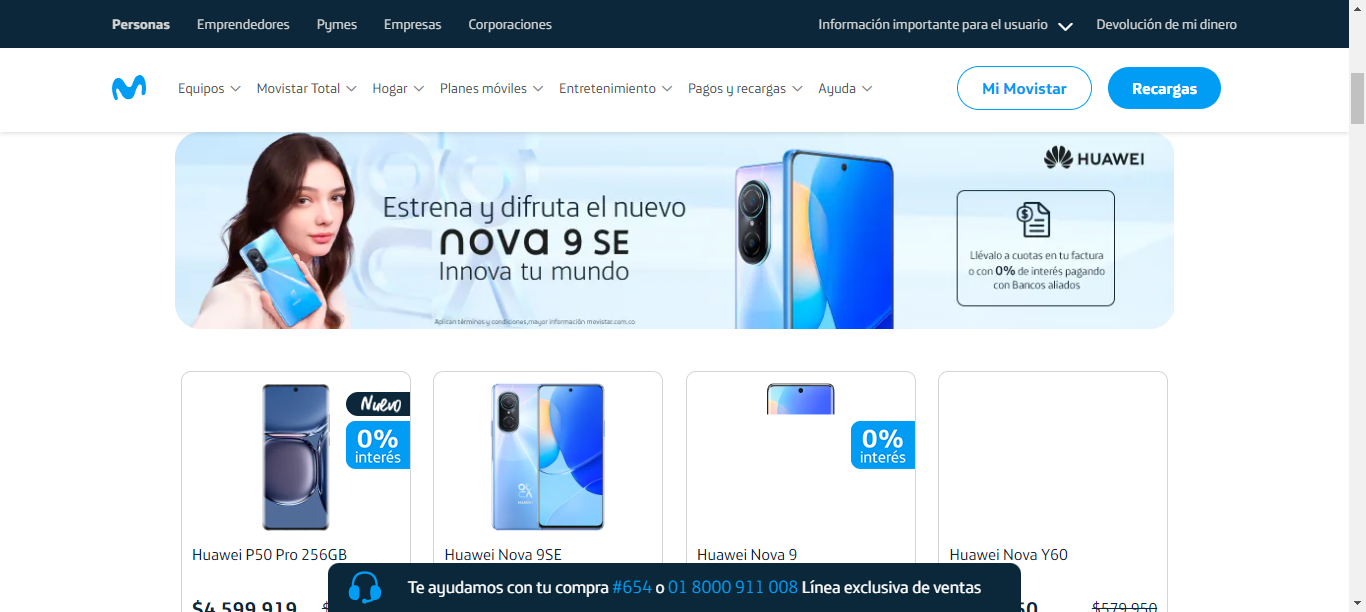 Personas Emprendedores Pymes Empresas Corporaciones Información importante para el usuario Devolución de mi dinero
Equipos Movistar Total Hogar Planes móviles Entretenimiento Pagos y recargas Ayuda Mi Movistar Recargas
HUAWEI
Estrena y difruta el nuevo
nova 9 SE
Innova tu mundo
Llévalo a cuotas en tu factura
o con 0% de interés pagando
con Bancos aliados
Aplican términos y condiciones,mayor información movistar.com.co
Nuevo
0%
interés
0%
interés
Huawei P50 Pro 256GB
Huawei Nova 9SE
Huawei Nova 9
Huawei Nova Y60
Te ayudamos con tu compra #654 o 01 8000 911 008 Línea exclusiva de ventas
$4.599.919
$579.950